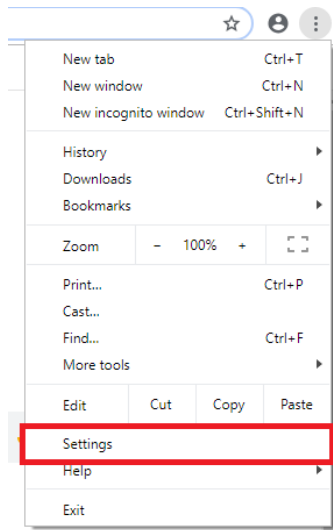 New tab Ctrl+T
New window Ctrl+N
New incognito window Ctrl+Shift+N
History
Downloads Ctrl+J
Bookmarks
Zoom - 100% +
Print... Ctrl+P
Cast...
Find... Ctrl+F
More tools
Edit Cut Copy Paste
Settings
Help
Exit